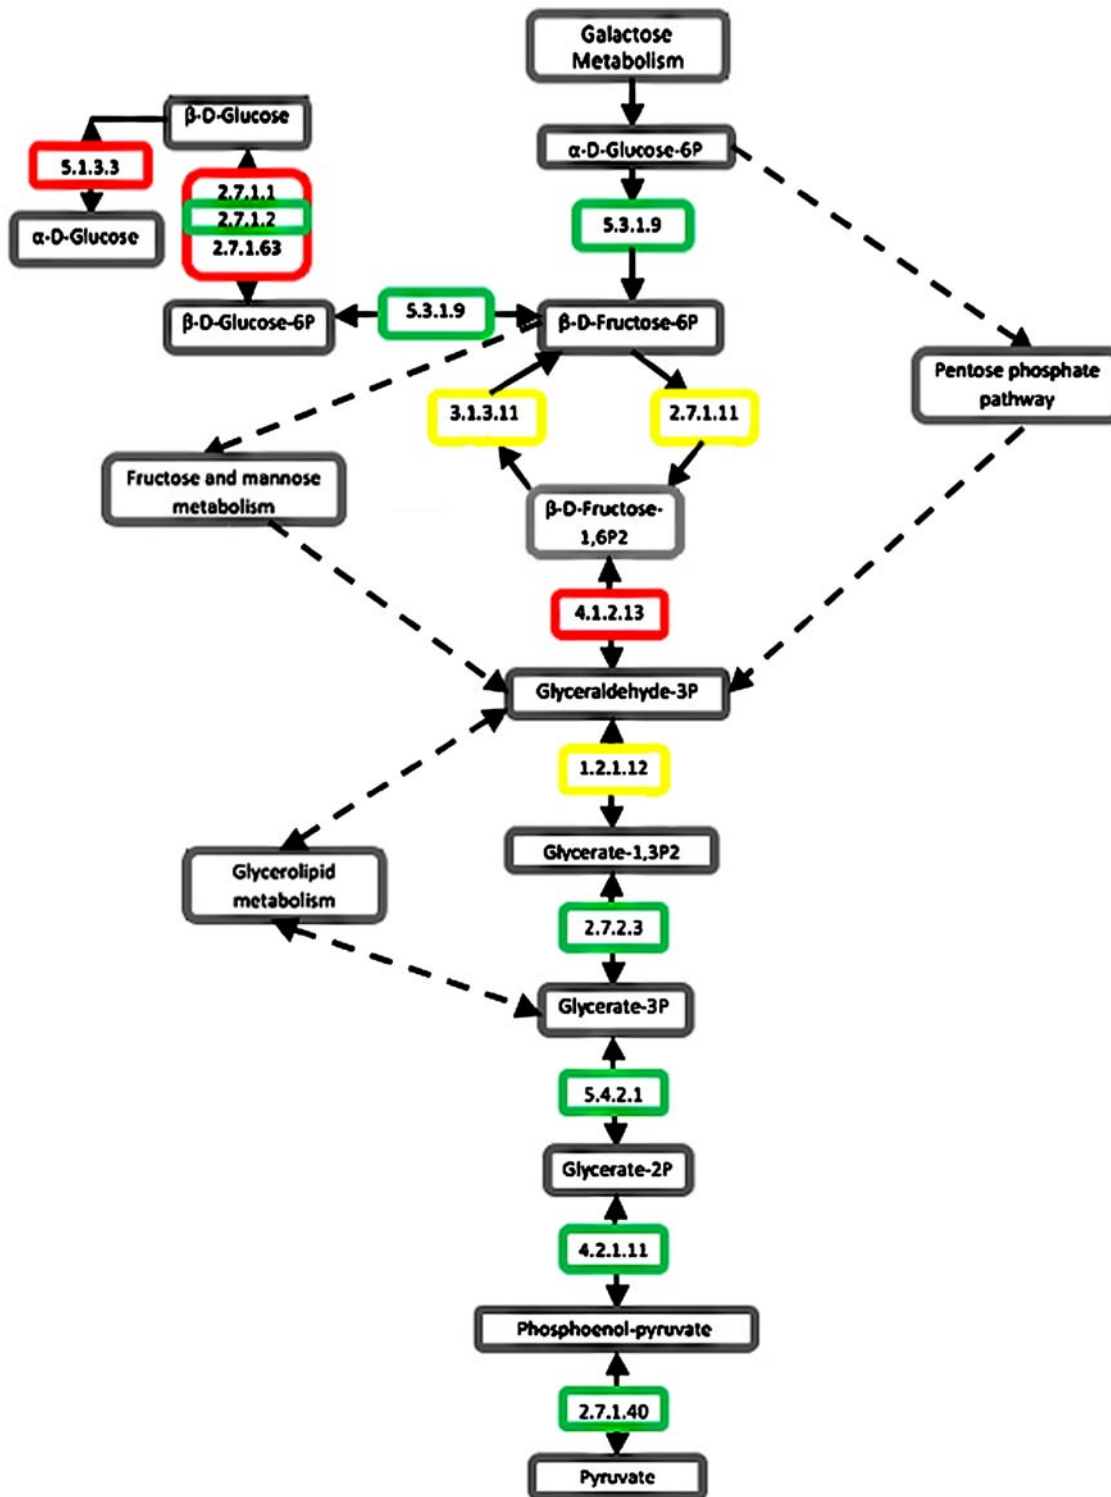 Galactose
Metabolism
β-D-Glucose
α-D-Glucose-6P
5.1.3.3
2.7.1.1
2.7.1.2
2.7.1.63
α-D-Glucose
5.3.1.9
β-D-Glucose-6P
5.3.1.9
β-D-Fructose-6P
Pentose phosphate
pathway
3.1.3.11
2.7.1.11
Fructose and mannose
metabolism
β-D-Fructose-
1,6P2
4.1.2.13
Glyceraldehyde-3P
1.2.1.12
Glycerate-1,3P2
Glycerolipid
metabolism
2.7.2.3
Glycerate-3P
5.4.2.1
Glycerate-2P
4.2.1.11
Phosphoenol-pyruvate
2.7.1.40
Pyruvate